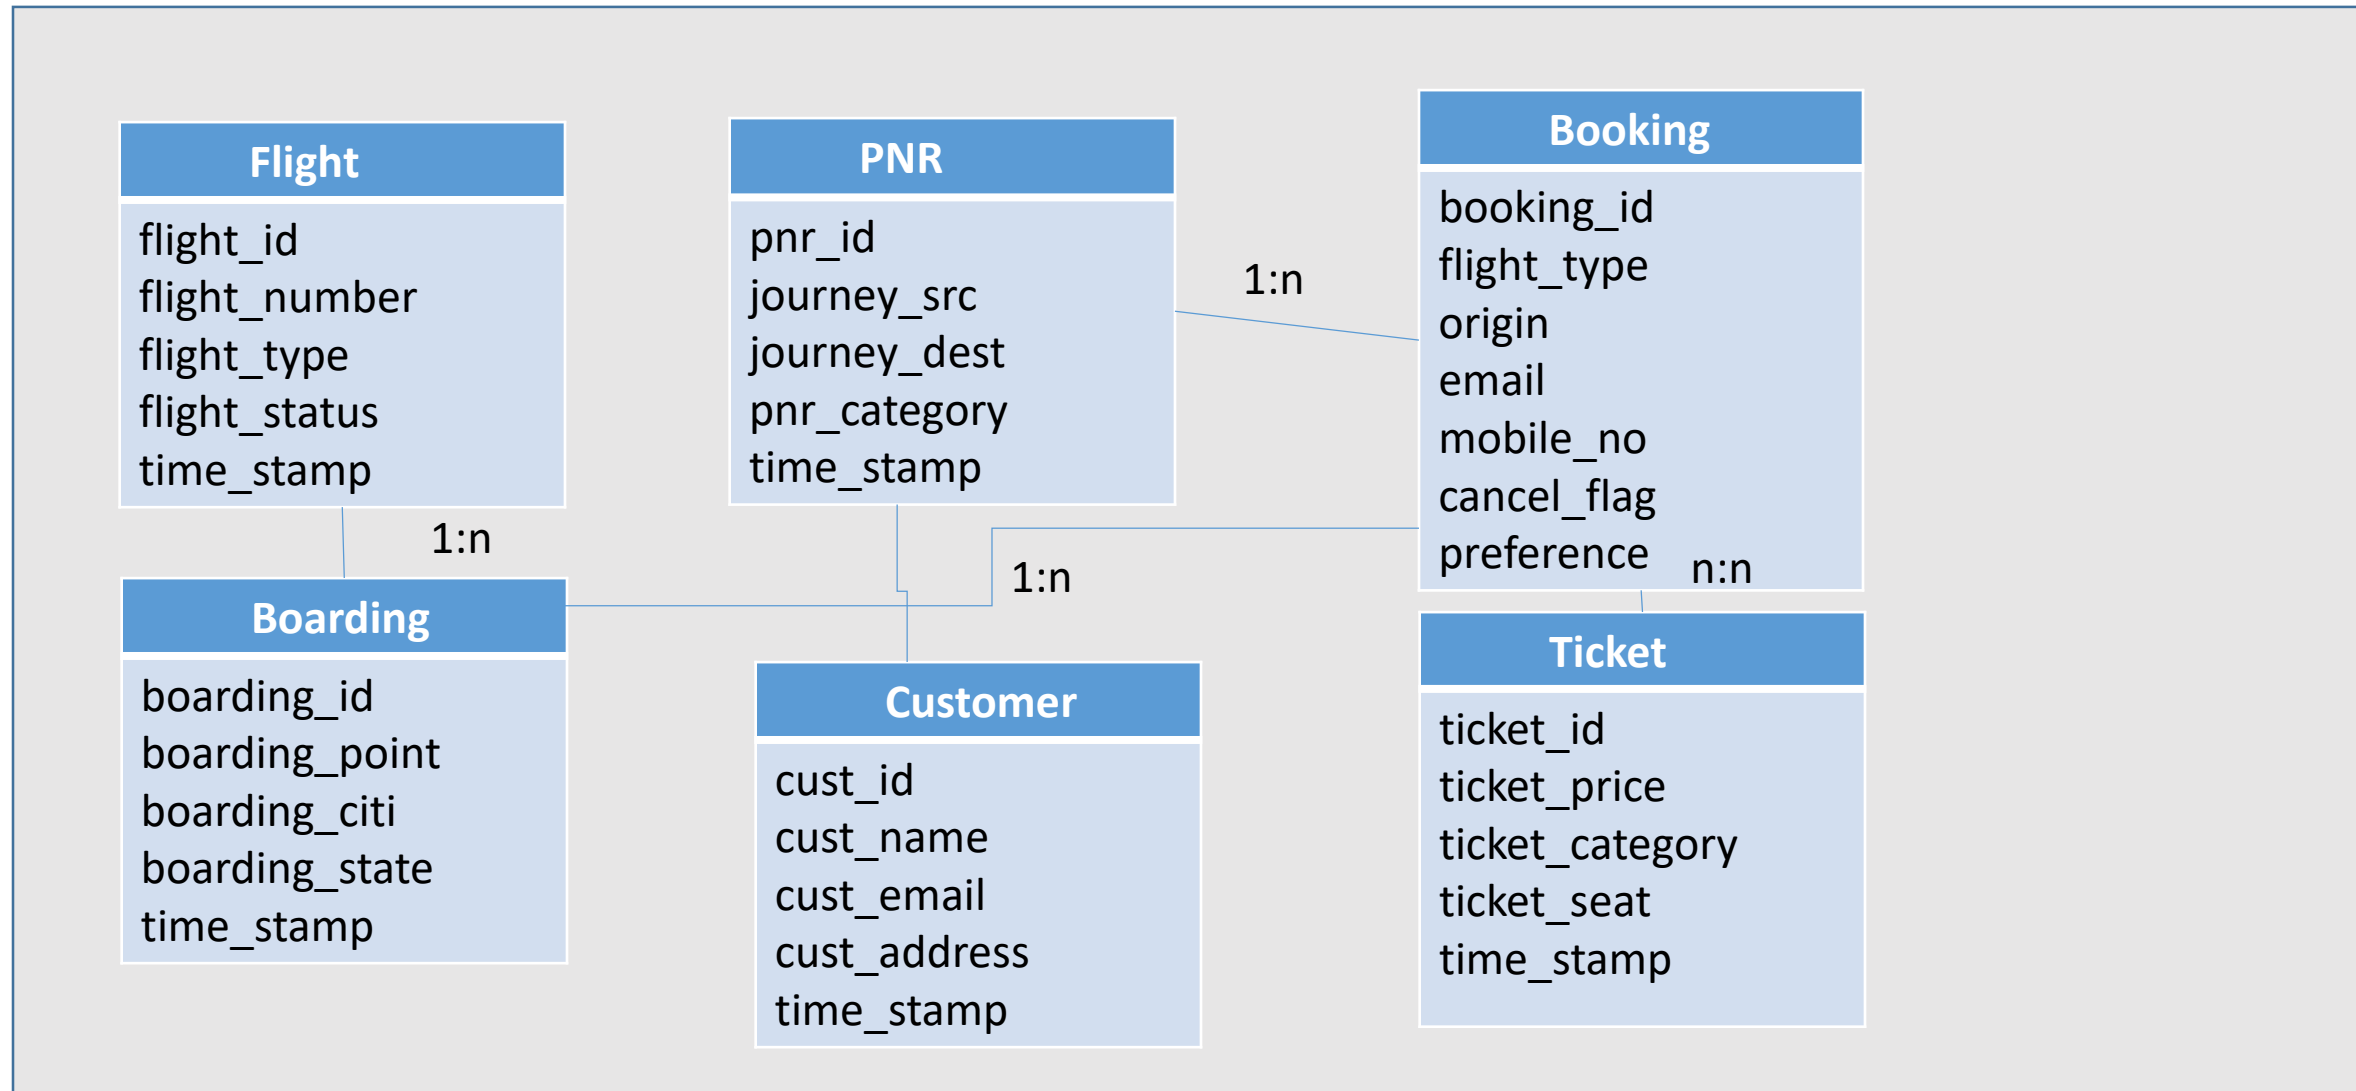 Flight
flight_id
flight_number
flight_type
flight_status
time_stamp
1:n
Boarding
boarding_id
boarding_point
boarding_citi
boarding_state
time_stamp
PNR
pnr_id
journey_src
journey_dest
pnr_category
time_stamp
1:n
1:n
Customer
cust_id
cust_name
cust_email
cust_address
time_stamp
Booking
booking_id
flight_type
origin
email
mobile_no
cancel_flag
preference
n:n
Ticket
ticket_id
ticket_price
ticket_category
ticket_seat
time_stamp